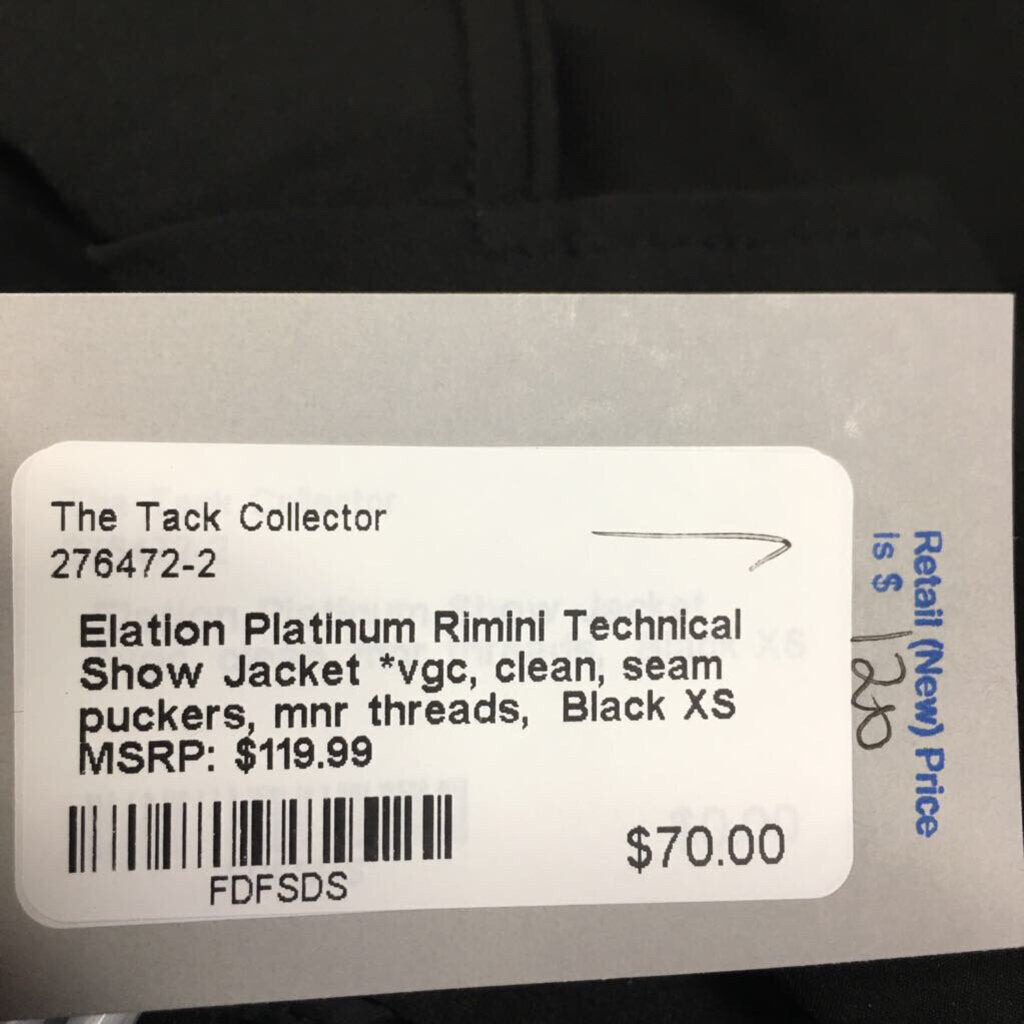 The Tack Collector
276472-2
Elation Platinum Rimini Technical
Show Jacket *vgc, clean, seam
puckers, mnr threads, Black XS
MSRP: $119.99
FDFSDS
$70.00
Retail (New) Price
is $ 120